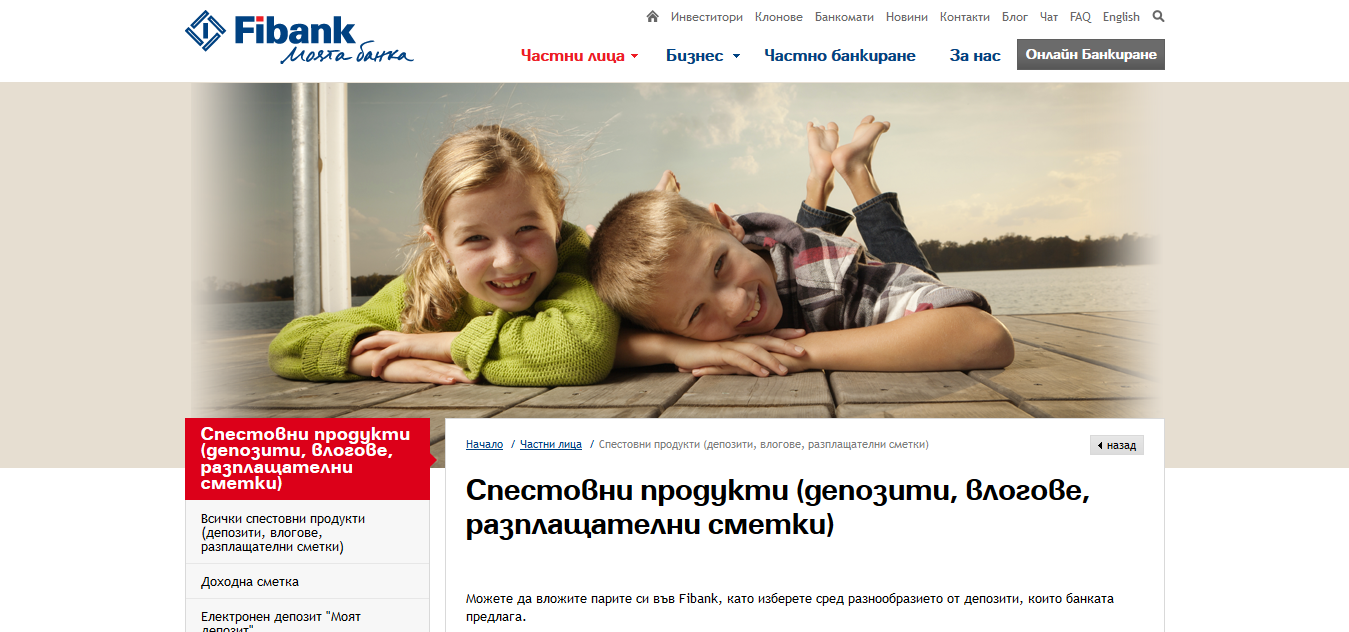 Fibank
Моята банка
Инвеститори Клонове Банкомати Новини Контакти Блог Чат FAQ English
Частни лица Бизнес Частно банкиране За нас Онлайн Банкиране
Спестовни продукти
(депозити, влогове,
разплащателни
сметки)
Всички спестовни продукти
(депозити, влогове,
разплащателни сметки)
Доходна сметка
Електронен депозит "Моят
депозит"
Начало / Частни лица / Спестовни продукти (депозити, влогове, разплащателни сметки)
назад
Спестовни продукти (депозити, влогове,
разплащателни сметки)
Можете да вложите парите си във Fibank, като изберете сред разнообразието от депозити, които банката
предлага.